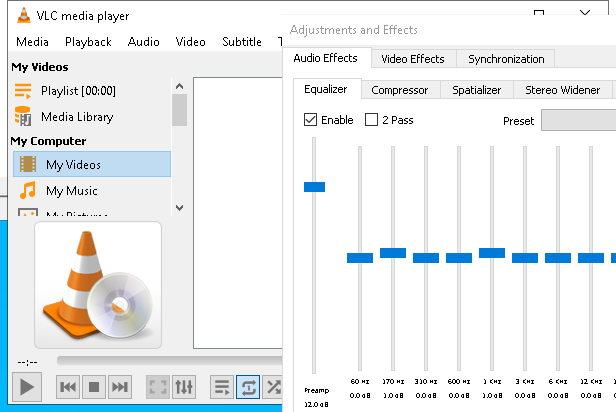 VLC media player
Media Playback Audio Video Subtitle
My Videos
Playlist [00:00]
Media Library
My Computer
My Videos
My Music
My Pictures
--:--
Adjustments and Effects
Audio Effects Video Effects Synchronization
Equalizer Compressor Spatializer Stereo Widener
Enable 2 Pass Preset
60 Hz 170 Hz 310 Hz 600 Hz 1 KHz 3 KHz 6 KHz 12 KHz
Preamp
12.0 dB 0.0 dB 1.0 dB 0.0 dB 0.0 dB 1.0 dB 0.0 dB 0.0 dB 0.0 dB